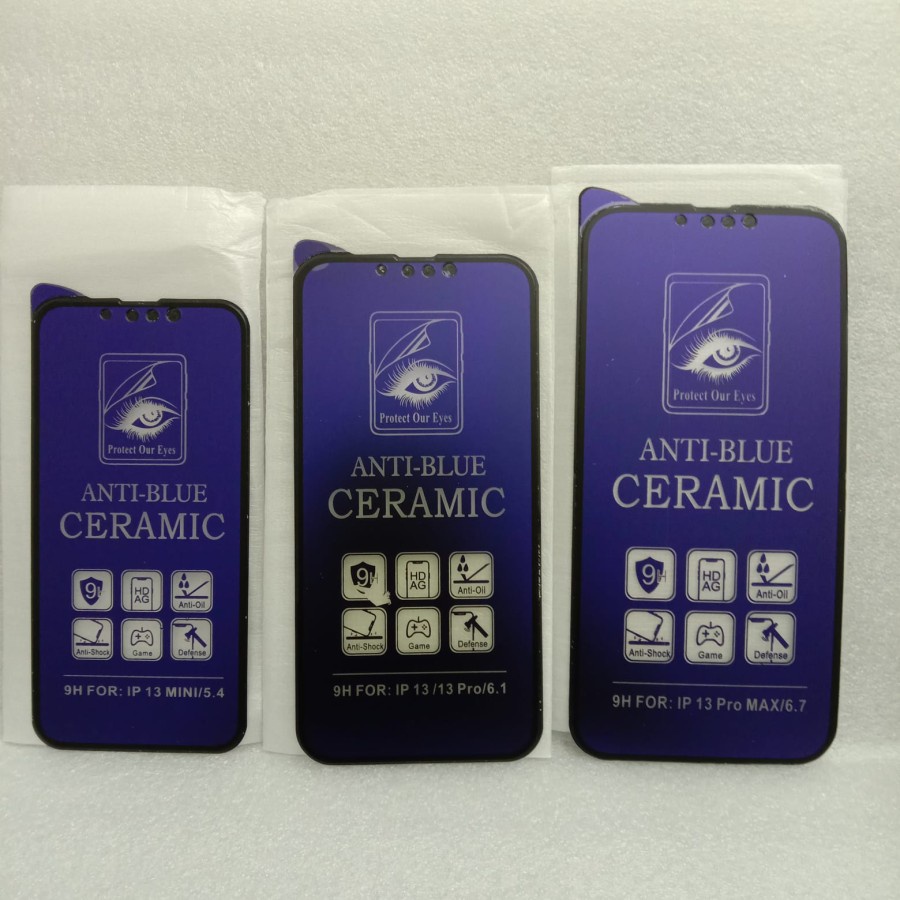 Protect Our Eyes
ANTI-BLUE
CERAMIC
9H
HD
AG
Anti-Oil
Anti-Shock
Game
Defense
9H FOR: IP 13 MINI/5.4
Protect Our Eyes
ANTI-BLUE
CERAMIC
9H
HD
AG
Anti-Oil
Anti-Shock
Game
Defense
9H FOR: IP 13/13 Pro/6.1
Protect Our Eyes
ANTI-BLUE
CERAMIC
9H
HD
AG
Anti-Oil
Anti-Shock
Game
Defense
9H FOR: IP 13 Pro MAX/6.7